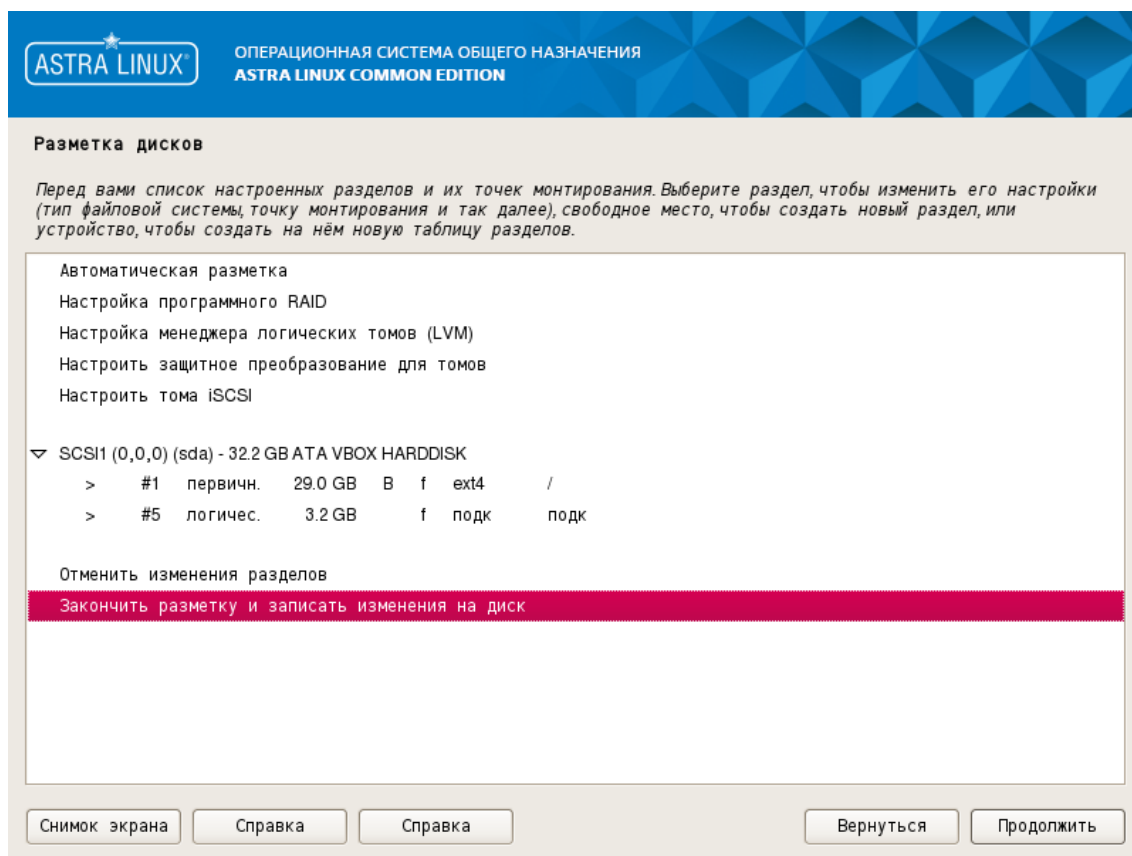 ASTRA LINUX®
ОПЕРАЦИОННАЯ СИСТЕМА ОБЩЕГО НАЗНАЧЕНИЯ
ASTRA LINUX COMMON EDITION
Разметка дисков
Перед вами список настроенных разделов и их точек монтирования. Выберите раздел, чтобы изменить его настройки
(тип файловой системы, точку монтирования и так далее), свободное место, чтобы создать новый раздел, или
устройство, чтобы создать на нём новую таблицу разделов.
Автоматическая разметка
Настройка программного RAID
Настройка менеджера логических томов (LVM)
Настроить защитное преобразование для томов
Настроить тома iSCSI
SCSI1 (0,0,0) (sda) - 32.2 GB ATA VBOX HARDDISK
> #1 первичн. 29.0 GB B f ext4 /
> #5 логичес. 3.2 GB f подк подк
Отменить изменения разделов
Закончить разметку и записать изменения на диск
Снимок экрана Справка Справка Вернуться Продолжить